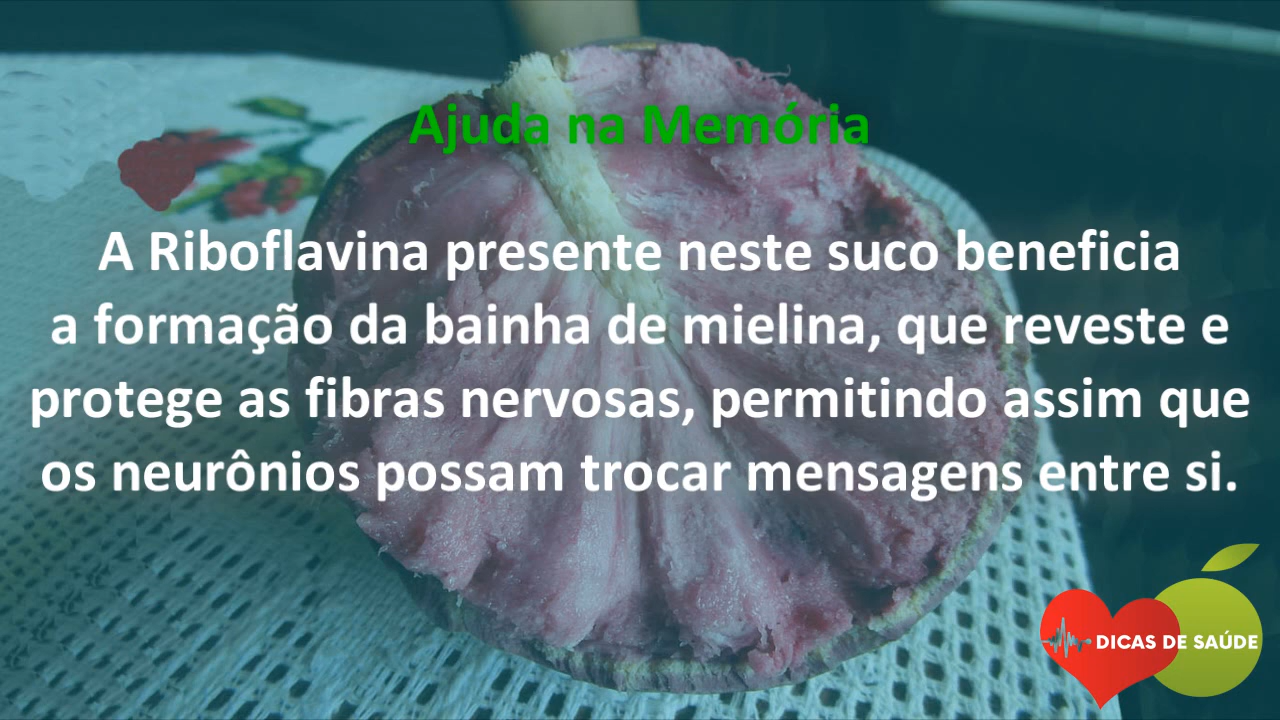 Ajuda na Memória
A Riboflavina presente neste suco beneficia
a formação da bainha de mielina, que reveste e
protege as fibras nervosas, permitindo assim que
os neurônios possam trocar mensagens entre si.
DICAS DE SAÚDE